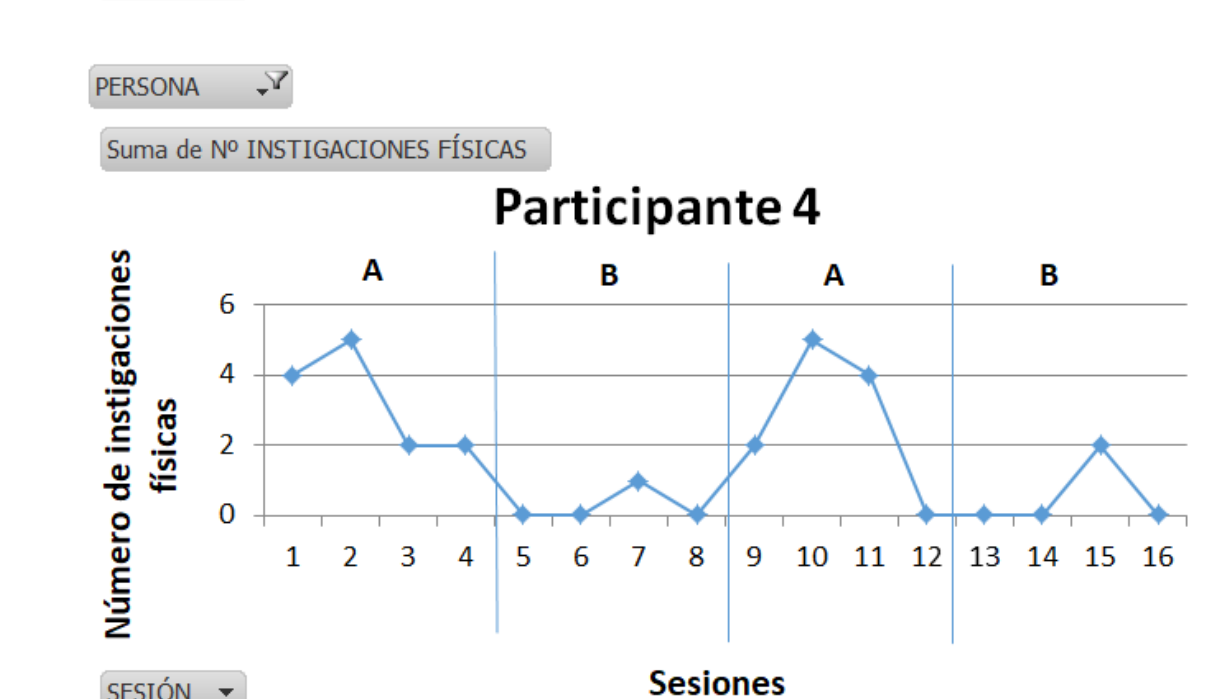 PERSONA
Suma de Nº INSTIGACIONES FÍSICAS
Participante 4
A B A B
Número de instigaciones
físicas
6
4
2
0
1 2 3 4 5 6 7 8 9 10 11 12 13 14 15 16
Sesiones
SESIÓN